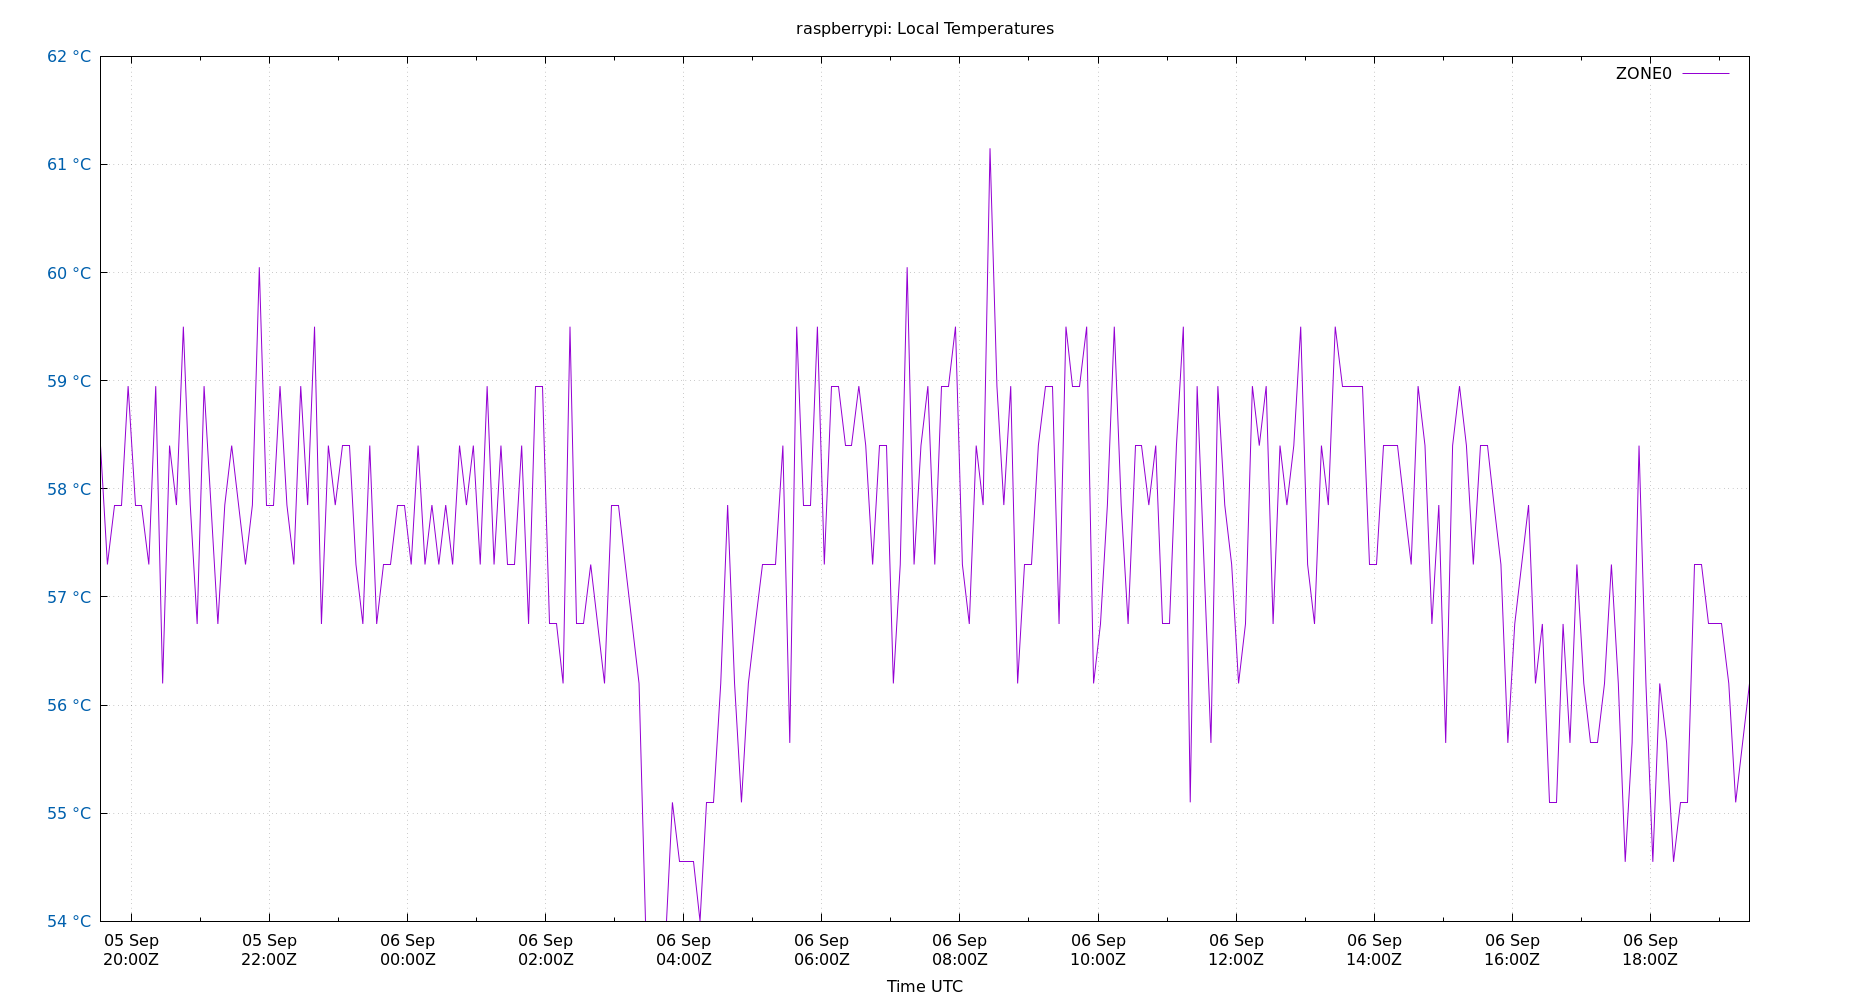 raspberrypi: Local Temperatures
62 °C
ZONE0
61 °C
60 °C
59 °C
58 °C
57 °C
56 °C
55 °C
54 °C
05 Sep 05 Sep 06 Sep 06 Sep 06 Sep 06 Sep 06 Sep 06 Sep 06 Sep 06 Sep 06 Sep 06 Sep
20:00Z 22:00Z 00:00Z 02:00Z 04:00Z 06:00Z 08:00Z 10:00Z 12:00Z 14:00Z 16:00Z 18:00Z
Time UTC